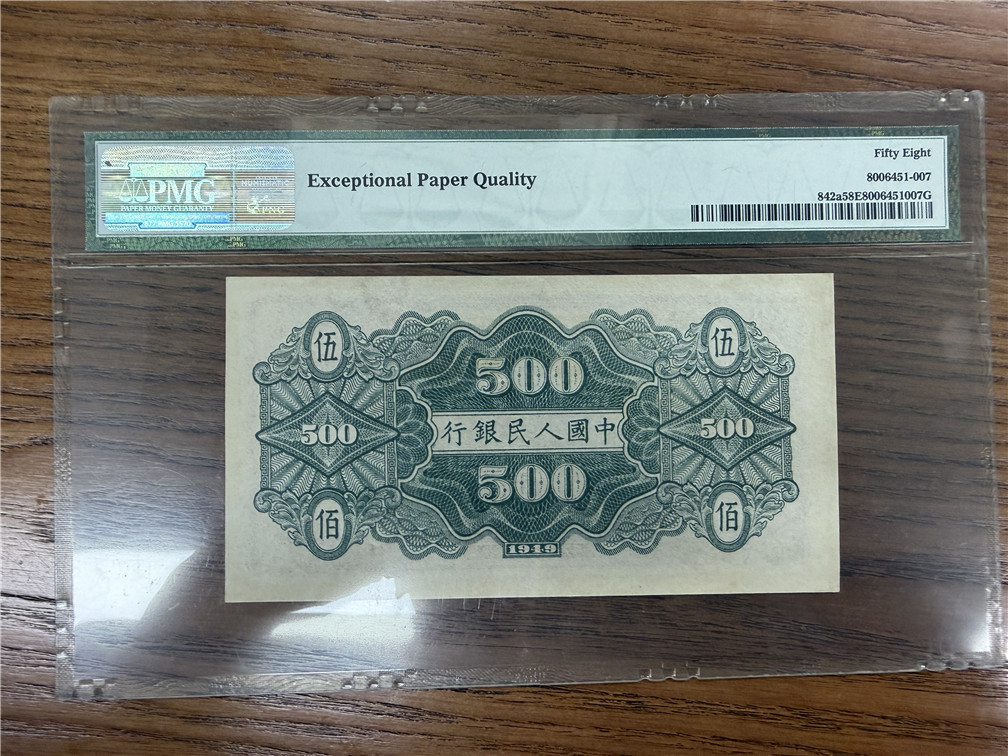 PMG
PAPER MONEY GUARANTY
Exceptional Paper Quality
Fifty Eight
8006451-007
842a58E8006451007G
伍
伍
500
行銀民人國中
500
500
500
佰
佰
1949